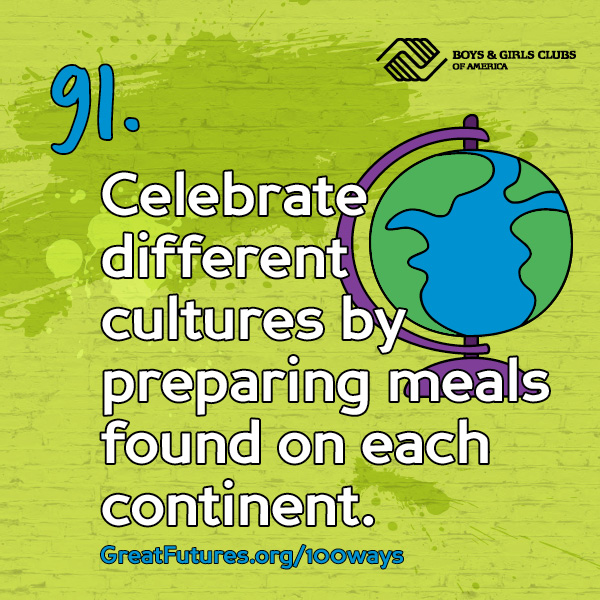 BOYS & GIRLS CLUBS
OF AMERICA
91.
Celebrate
different
cultures by
preparing meals
found on each
continent.
GreatFutures.org/100ways